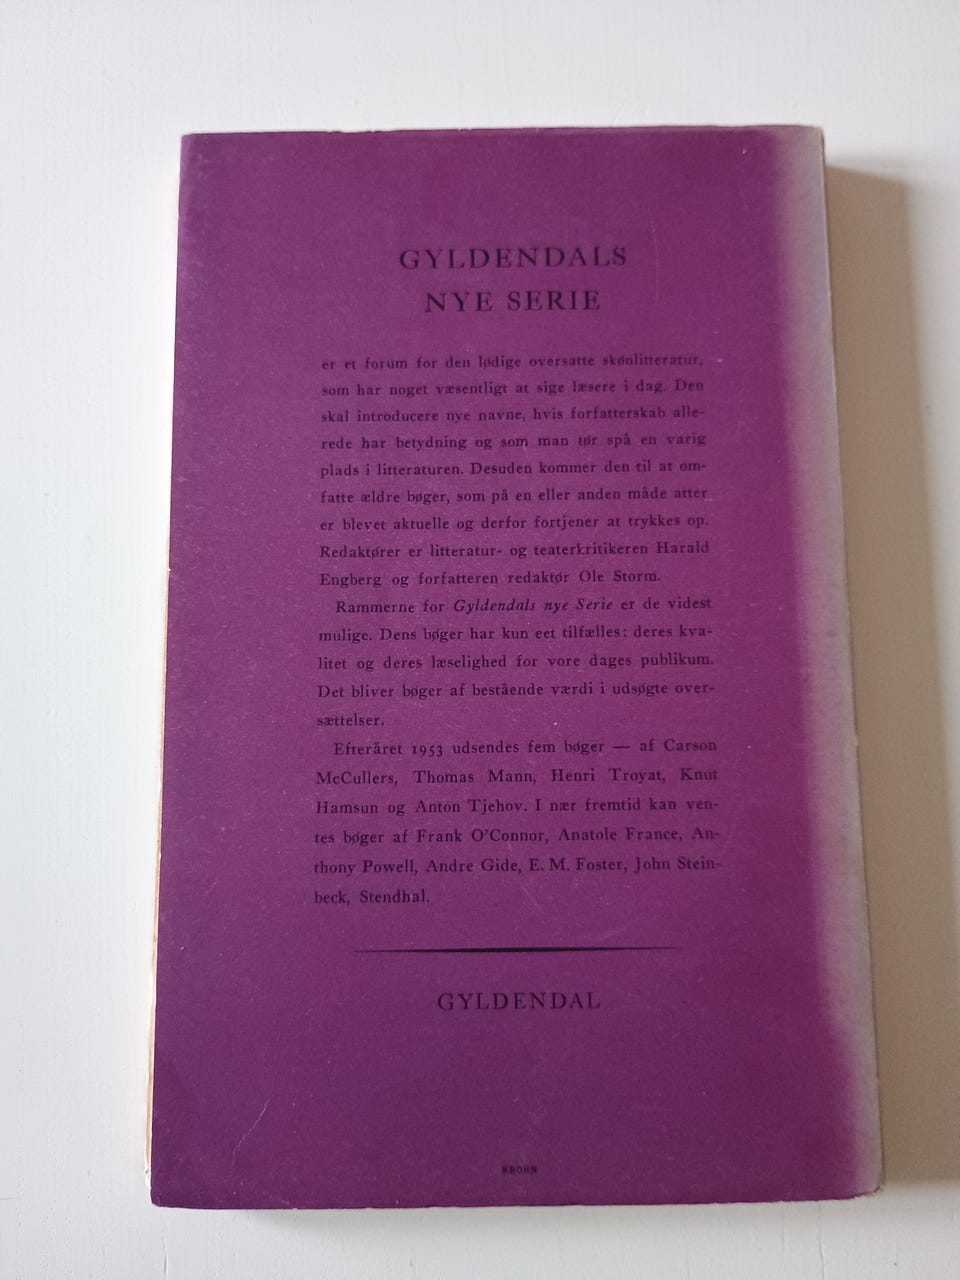 GYLDENDALS
NYE SERIE
er et forum for den lødige oversatte skønlitteratur,
som har noget væsentligt at sige læsere i dag. Den
skal introducere nye navne, hvis forfatterskab alle-
rede har betydning og som man tør spå en varig
plads i litteraturen. Desuden kommer den til at om-
fatte ældre bøger, som på en eller anden måde atter
er blevet aktuelle og derfor fortjener at trykkes op.
Redaktører er litteratur- og teaterkritikeren Harald
Engberg og forfatteren redaktør Ole Storm.
Rammerne for Gyldendals nye Serie er de videst
mulige. Dens bøger har kun eet tilfælles: deres kva-
litet og deres læselighed for vore dages publikum.
Det bliver bøger af bestående værdi i udsøgte over-
sættelser.
Efteråret 1953 udsendes fem bøger — af Carson
McCullers, Thomas Mann, Henri Troyat, Knut
Hamsun og Anton Tjehov. I nær fremtid kan ven-
tes bøger af Frank O'Connor, Anatole France, An-
thony Powell, Andre Gide, E. M. Foster, John Stein-
beck, Stendhal.
GYLDENDAL
KROHN